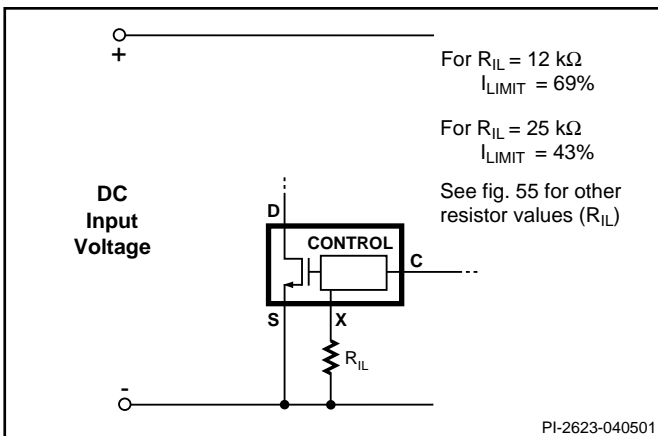 +
For R_IL = 12 kΩ
I_LIMIT = 69%
For R_IL = 25 kΩ
I_LIMIT = 43%
See fig. 55 for other
resistor values (R_IL)
DC
Input
Voltage
D
CONTROL
C
S
X
R_IL
-
PI-2623-040501